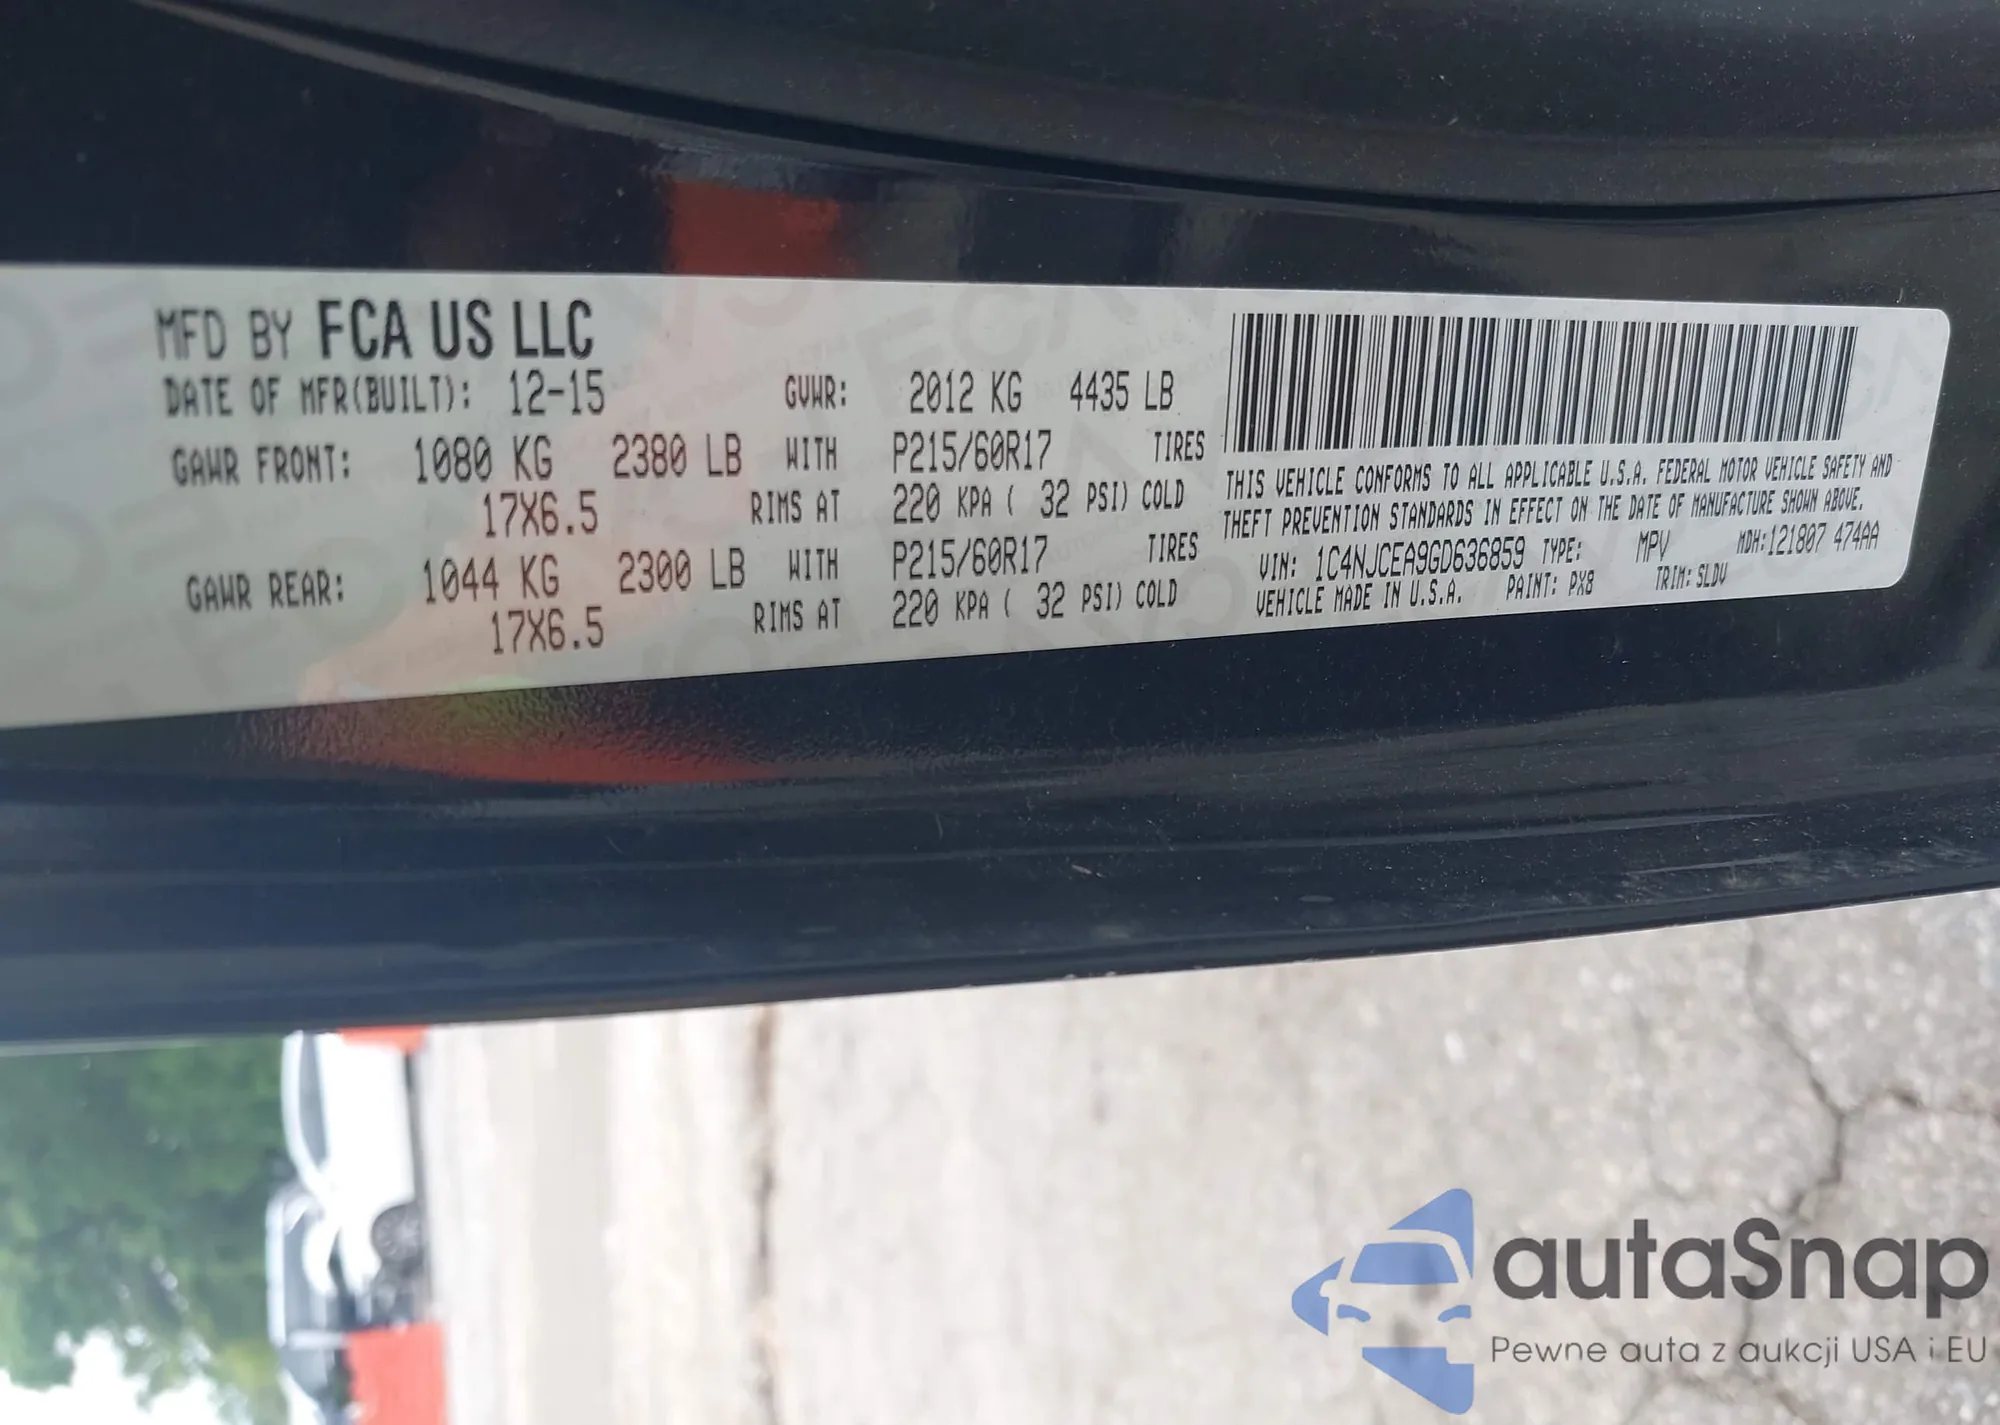 MFD BY FCA US LLC
DATE OF MFR(BUILT): 12-15 GVWR: 2012 KG 4435 LB
GAWR FRONT: 1080 KG 2380 LB WITH P215/60R17 TIRES
17X6.5 RIMS AT 220 KPA ( 32 PSI) COLD
GAWR REAR: 1044 KG 2300 LB WITH P215/60R17 TIRES
17X6.5 RIMS AT 220 KPA ( 32 PSI) COLD
THIS VEHICLE CONFORMS TO ALL APPLICABLE U.S.A. FEDERAL MOTOR VEHICLE SAFETY AND
THEFT PREVENTION STANDARDS IN EFFECT ON THE DATE OF MANUFACTURE SHOWN ABOVE.
VIN: 1C4NJCEA9GD636859 TYPE: MPV MDH:121807 474AA
VEHICLE MADE IN U.S.A. PAINT: PX8 TRIM: SLDV
autaSnap
Pewne auta z aukcji USA i EU